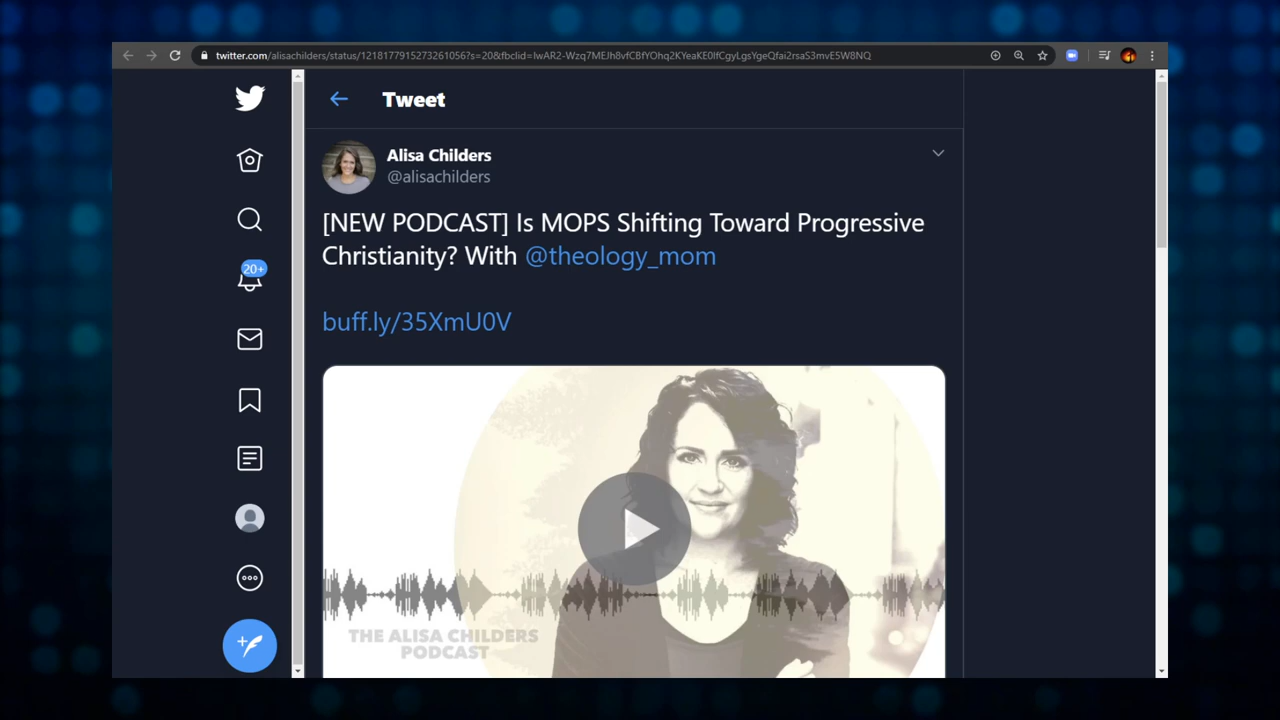 twitter.com/alisachilders/status/1218177915273261056?s=20&fbclid=IwAR2-Wzq7MEJh8vfCBfYOhq2KYeaKE0lfCgyLgsYgeQfai2rsaS3mvE5W8NQ
Tweet
Alisa Childers
@alisachilders
20+
[NEW PODCAST] Is MOPS Shifting Toward Progressive
Christianity? With @theology_mom
buff.ly/35XmU0V
THE ALISA CHILDERS
PODCAST